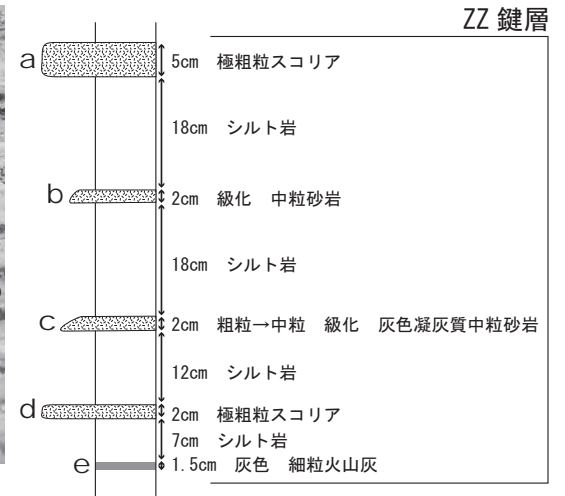 ZZ 鍵層
a
5cm 極粗粒スコリア
18cm シルト岩
b
2cm 級化 中粒砂岩
18cm シルト岩
c
2cm 粗粒→中粒 級化 灰色凝灰質中粒砂岩
12cm シルト岩
d
2cm 極粗粒スコリア
7cm シルト岩
e
1.5cm 灰色 細粒火山灰